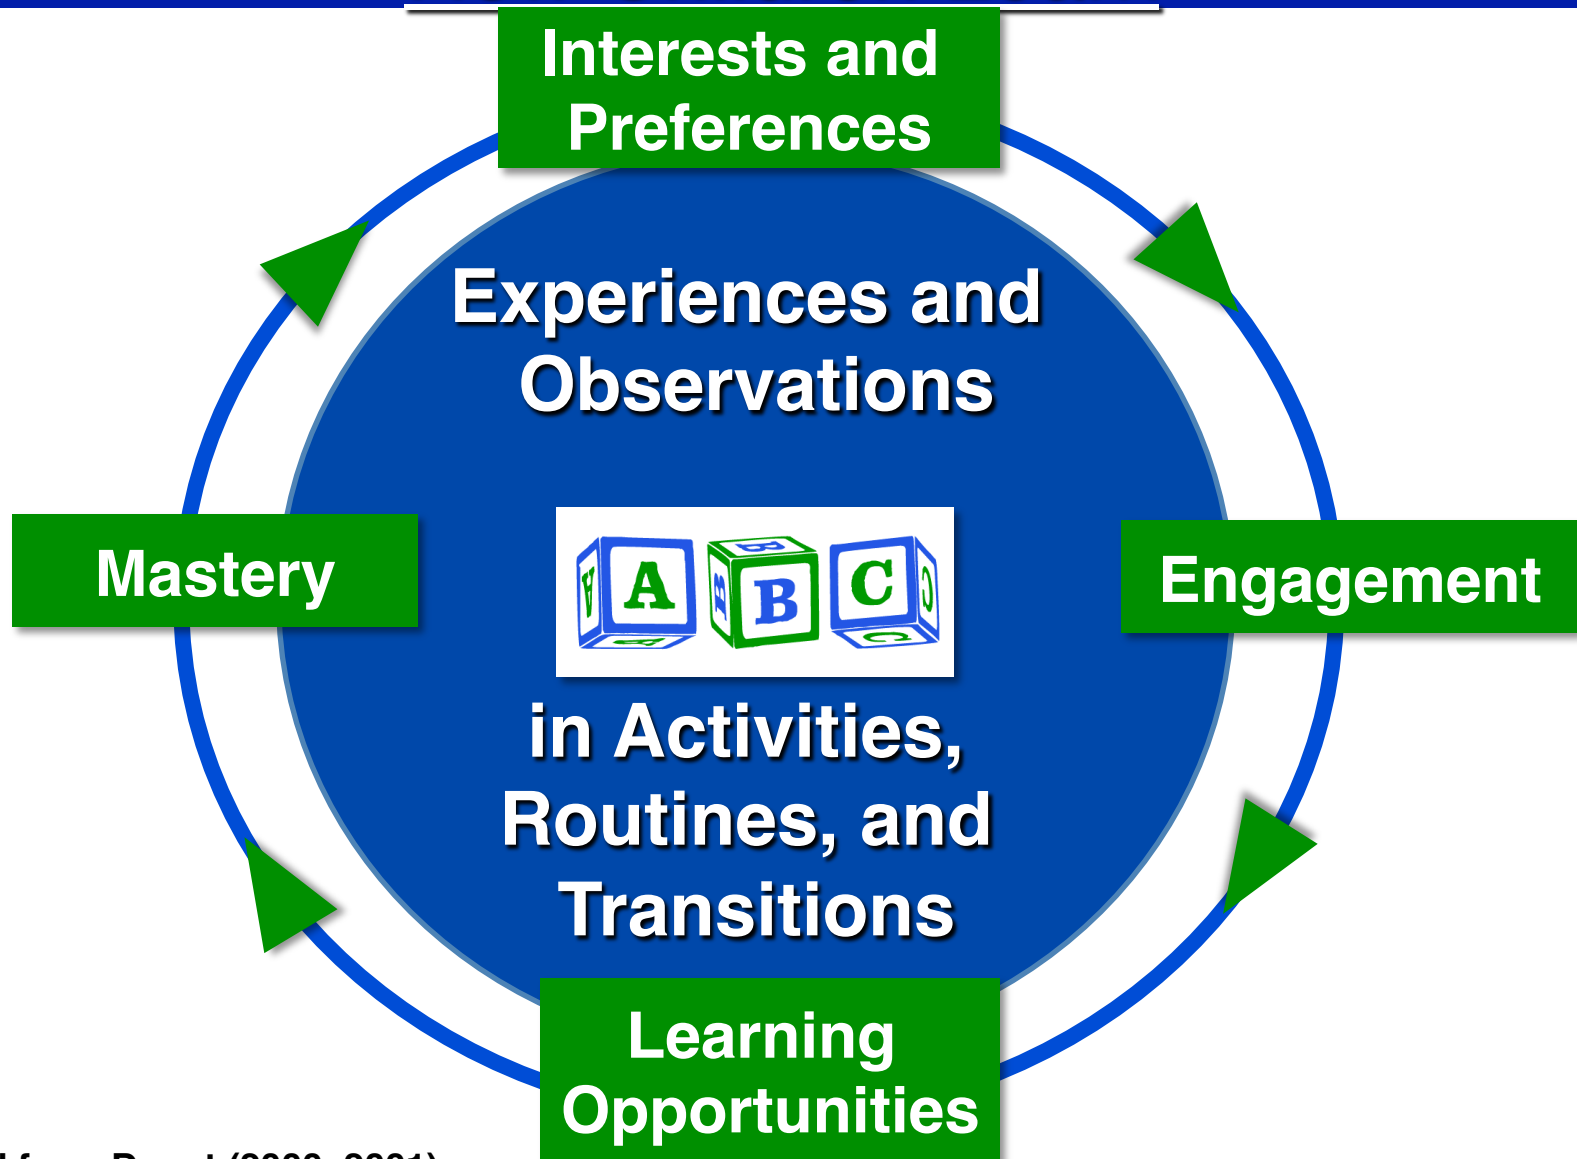 Interests and
Preferences
Experiences and
Observations
Mastery
A A A B B B C C C
Engagement
in Activities,
Routines, and
Transitions
Learning
Opportunities